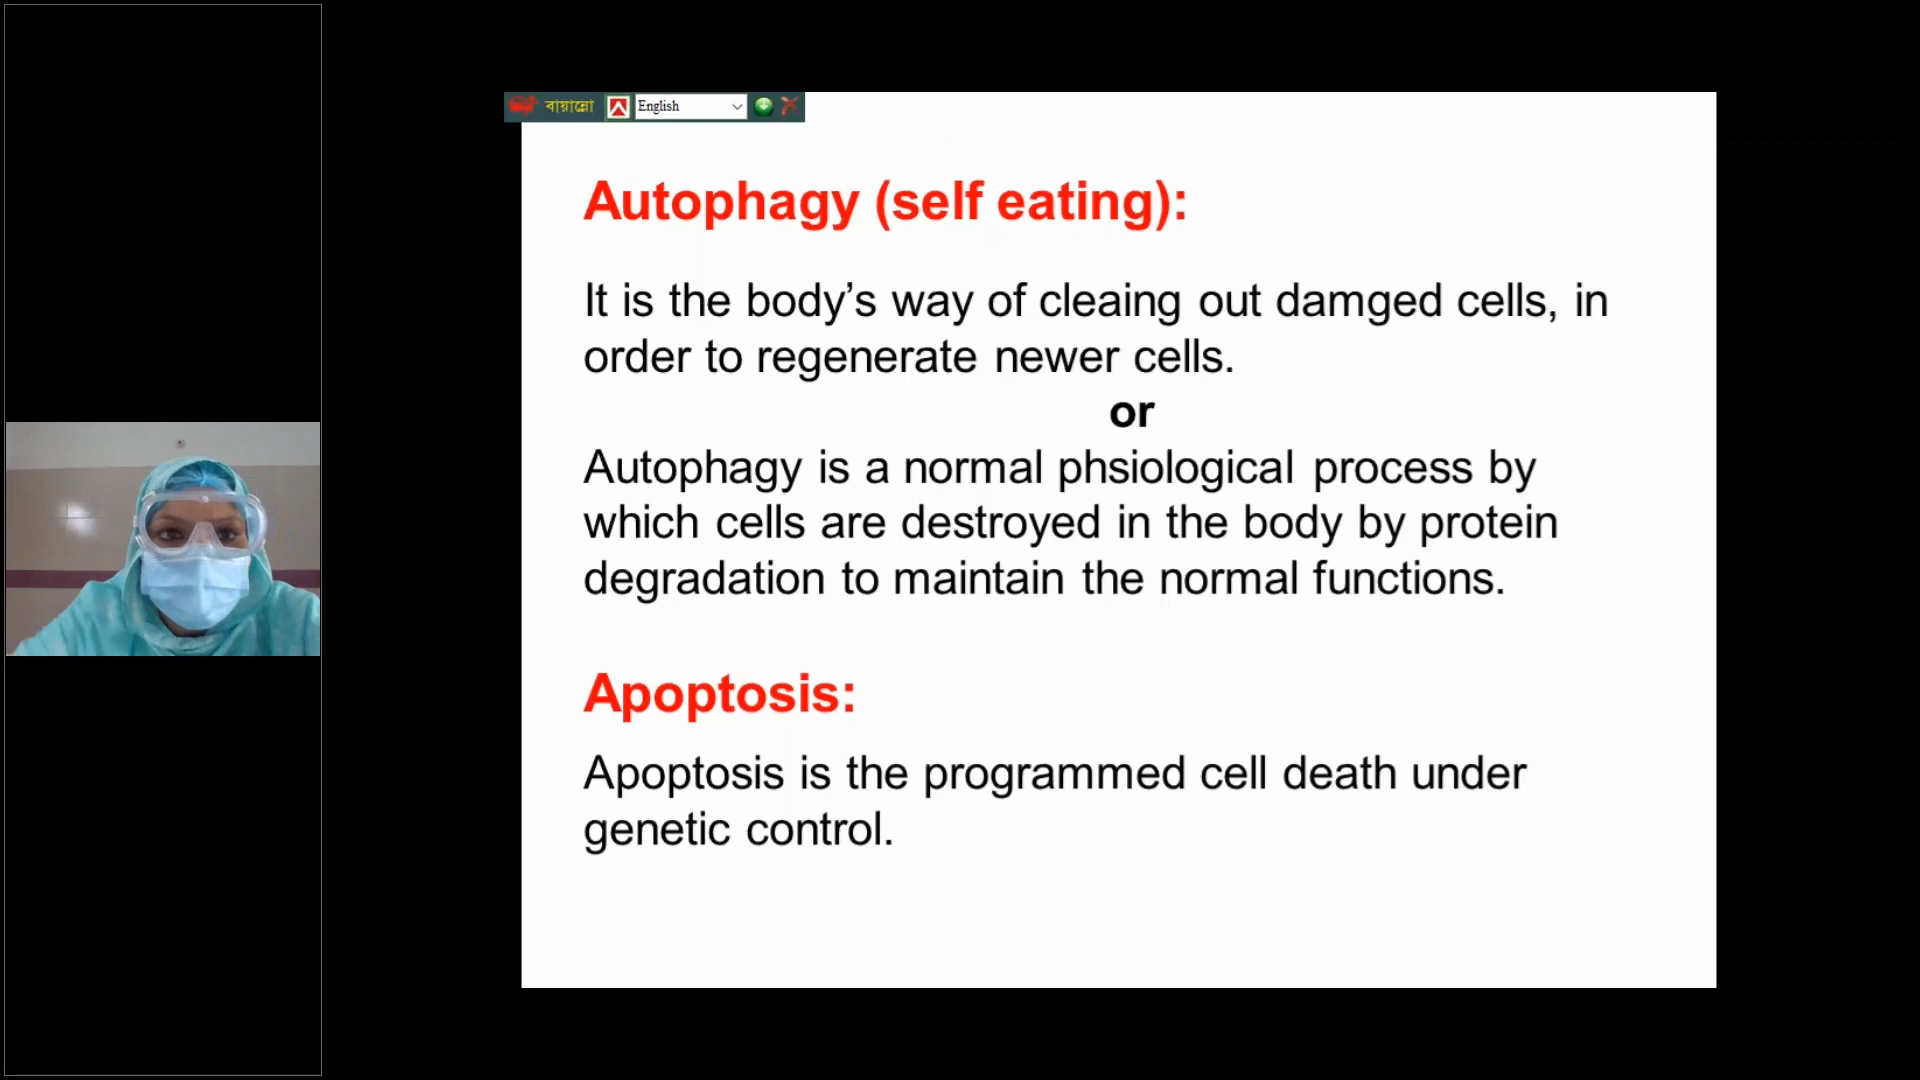 বায়ান্নো English
Autophagy (self eating):
It is the body’s way of cleaing out damged cells, in
order to regenerate newer cells.
or
Autophagy is a normal phsiological process by
which cells are destroyed in the body by protein
degradation to maintain the normal functions.
Apoptosis:
Apoptosis is the programmed cell death under
genetic control.